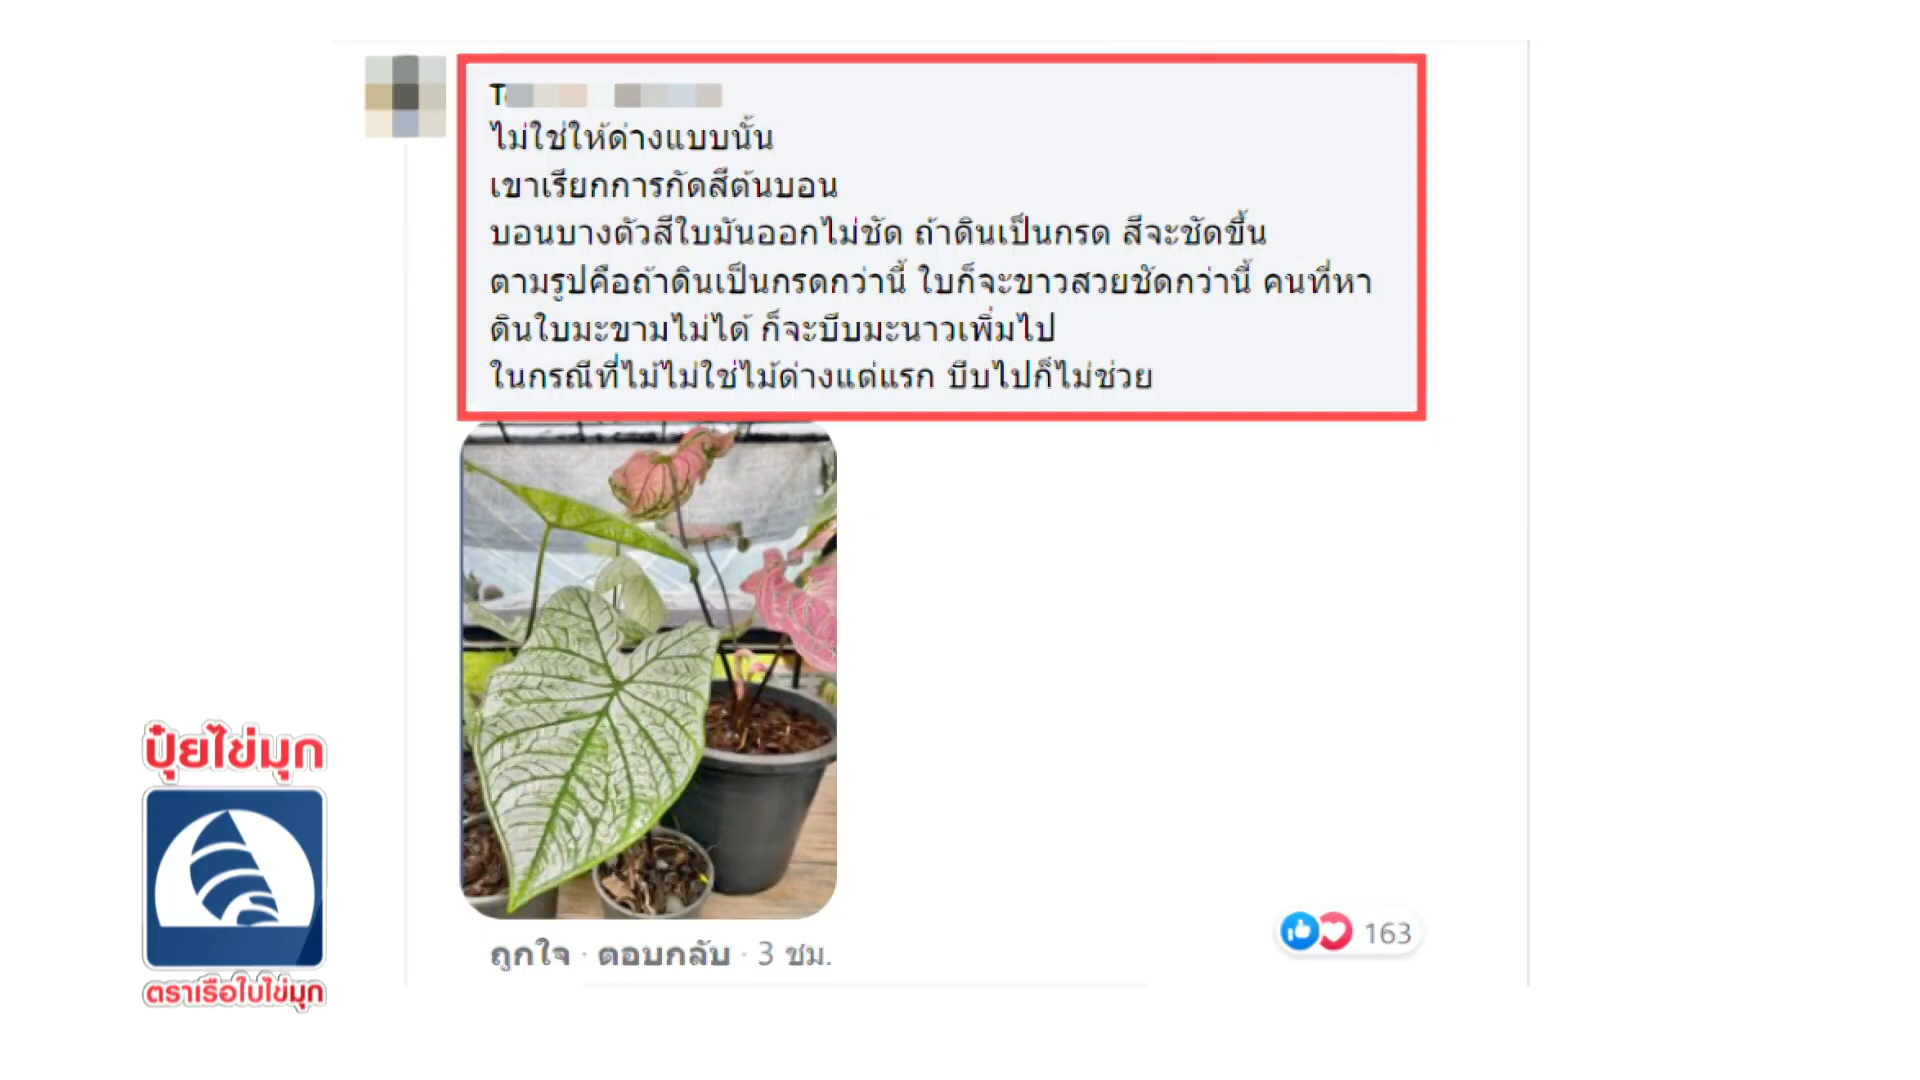 ไม่ใช่ให้ด่างแบบนั้น
เขาเรียกการกัดสีต้นบอน
บอนบางตัวสีใบมันออกไม่ชัด ถ้าดินเป็นกรด สีจะชัดขึ้น
ตามรูปคือถ้าดินเป็นกรดกว่านี้ ใบก็จะขาวสวยชัดกว่านี้ คนที่หา
ดินใบมะขามไม่ได้ ก็จะบีบมะนาวเพิ่มไป
ในกรณีที่ไม้ไม่ใช่ไม้ด่างแต่แรก บีบไปก็ไม่ช่วย
ปุ๋ยไข่มุก
ตราเรือใบไข่มุก
163
ถูกใจ · ตอบกลับ · 3 ชม.